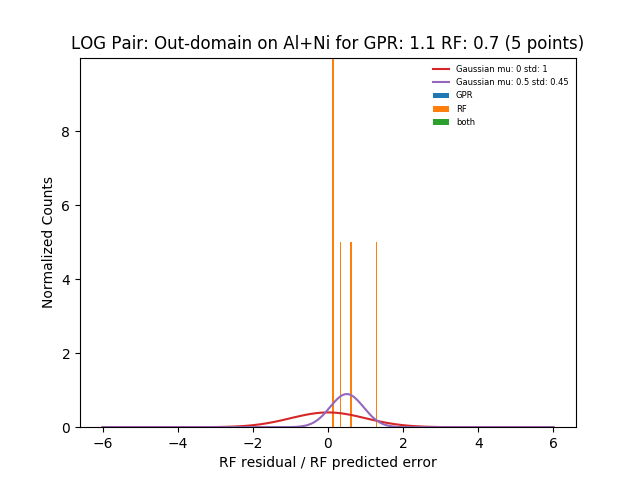 LOG Pair: Out-domain on Al+Ni for GPR: 1.1 RF: 0.7 (5 points)
Gaussian mu: 0 std: 1
Gaussian mu: 0.5 std: 0.45
GPR
RF
both
8
6
4
2
0
Normalized Counts
−6
−4
−2
0
2
4
6
RF residual / RF predicted error